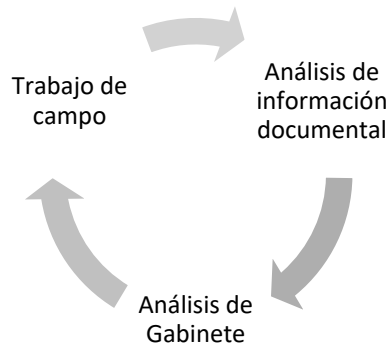 Trabajo de
campo
Análisis de
información
documental
Análisis de
Gabinete